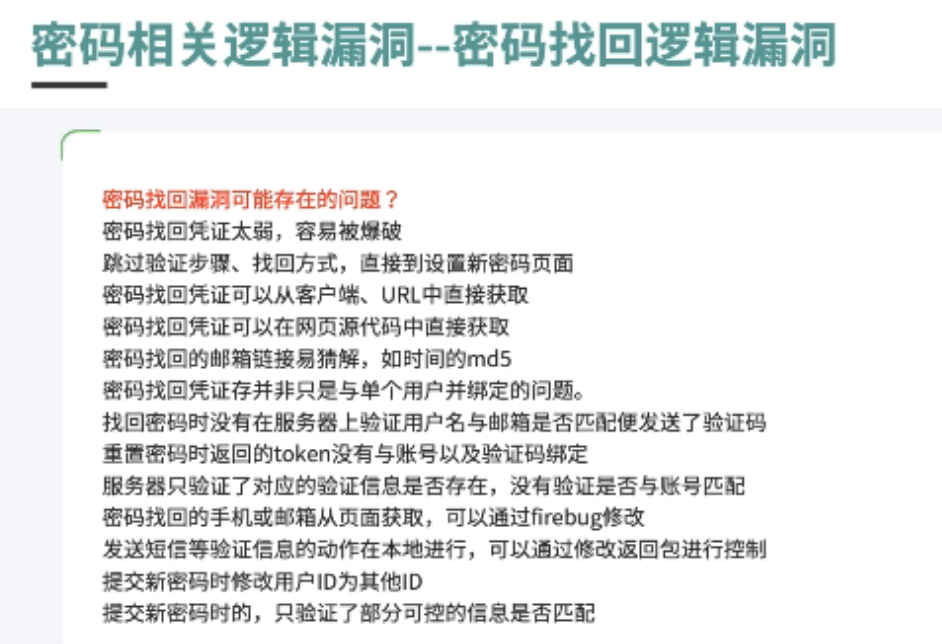 密码相关逻辑漏洞--密码找回逻辑漏洞
密码找回漏洞可能存在的问题？
密码找回凭证太弱，容易被爆破
跳过验证步骤、找回方式，直接到设置新密码页面
密码找回凭证可以从客户端、URL中直接获取
密码找回凭证可以在网页源代码中直接获取
密码找回的邮箱链接易猜解，如时间的md5
密码找回凭证存并非只是与单个用户并绑定的问题。
找回密码时没有在服务器上验证用户名与邮箱是否匹配便发送了验证码
重置密码时返回的token没有与账号以及验证码绑定
服务器只验证了对应的验证信息是否存在，没有验证是否与账号匹配
密码找回的手机或邮箱从页面获取，可以通过firebug修改
发送短信等验证信息的动作在本地进行，可以通过修改返回包进行控制
提交新密码时修改用户ID为其他ID
提交新密码时的，只验证了部分可控的信息是否匹配